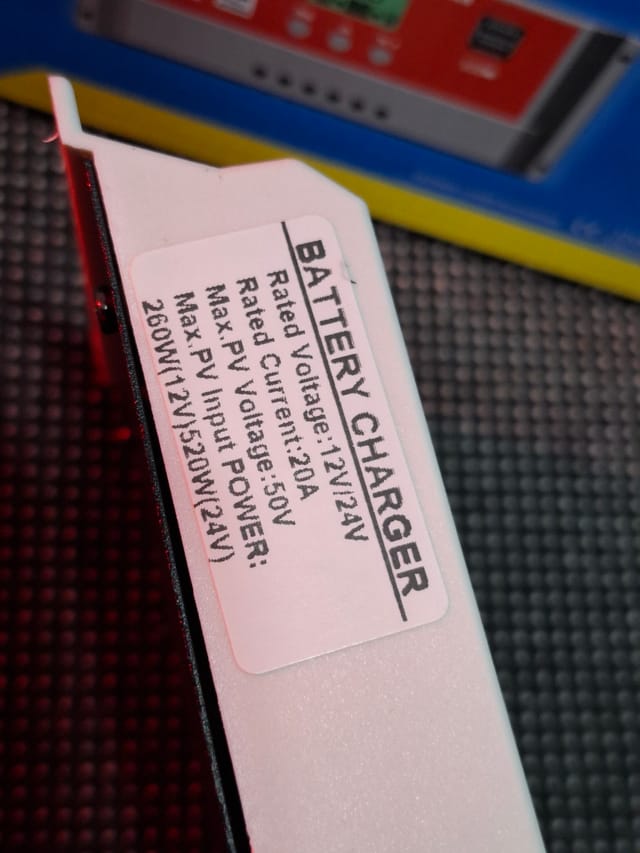 BATTERY CHARGER
Rated Voltage:12V/24V
Rated Current:20A
Max.PV Voltage:50V
Max.PV Input POWER:
260W(12V)520W(24V)